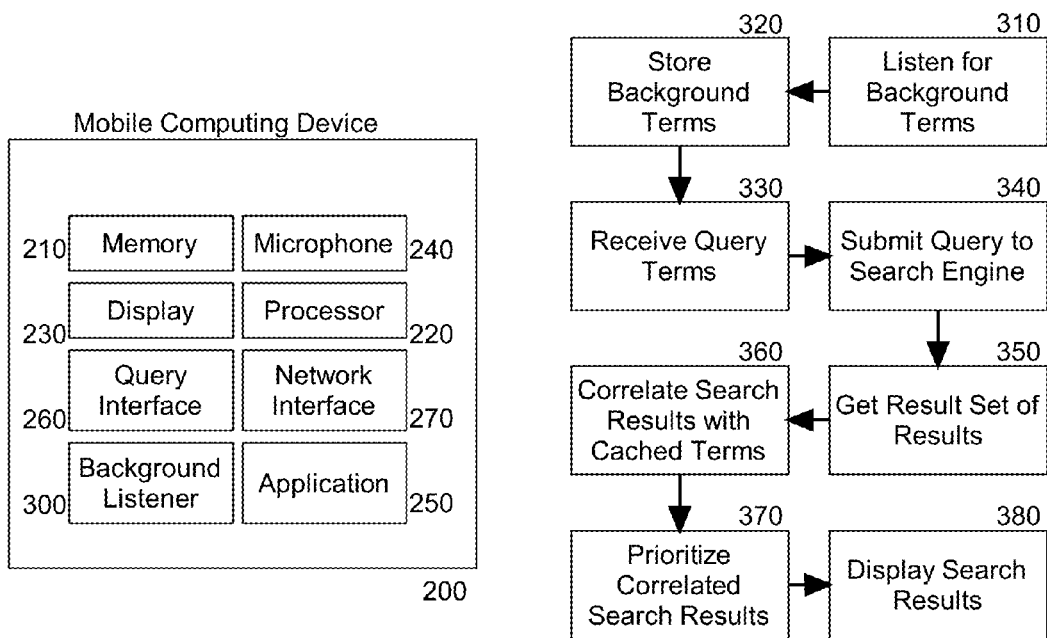 Mobile Computing Device
210
Memory
Microphone
240
Display
Processor
230
220
Query
Interface
Network
Interface
260
270
Background
Listener
Application
300
250
200
320
310
Store
Background
Terms
Listen for
Background
Terms
330
340
Receive Query
Terms
Submit Query to
Search Engine
360
350
Correlate Search
Results with
Cached Terms
Get Result Set of
Results
370
380
Prioritize
Correlated
Search Results
Display Search
Results